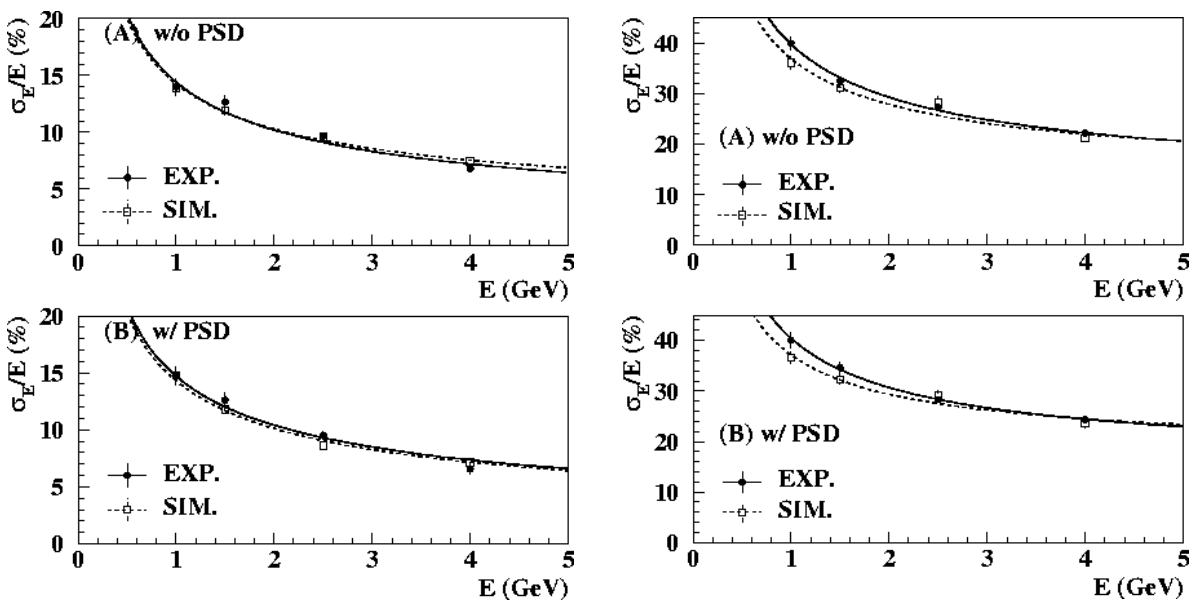 20
15
10
5
0
σE/E (%)
(A) w/o PSD
EXP.
SIM.
0 1 2 3 4 5
E (GeV)
40
30
20
10
0
σE/E (%)
(A) w/o PSD
EXP.
SIM.
0 1 2 3 4 5
E (GeV)
20
15
10
5
0
σE/E (%)
(B) w/ PSD
EXP.
SIM.
0 1 2 3 4 5
E (GeV)
40
30
20
10
0
σE/E (%)
(B) w/ PSD
EXP.
SIM.
0 1 2 3 4 5
E (GeV)